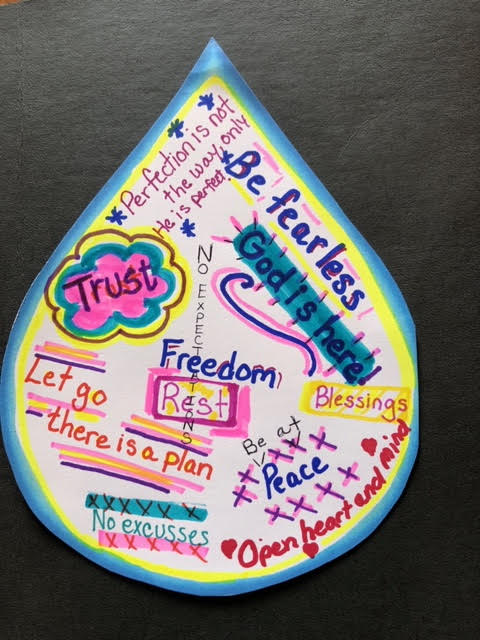 Perfection is not
the way, only
He is perfect.
Be fearless
God is here!
Trust
NO EXPECTATIONS
Freedom
Rest
Blessings
Let go
there is a plan
Be at
Peace
No excusses
Open heart and mind